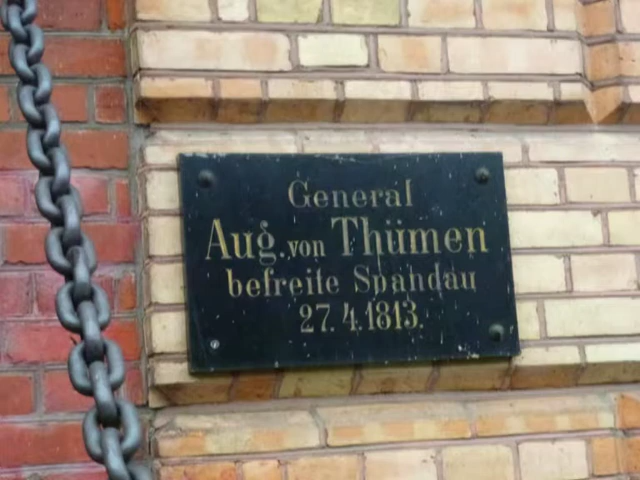 General
Aug. von Thümen
befreite Spandau
27. 4. 1813.